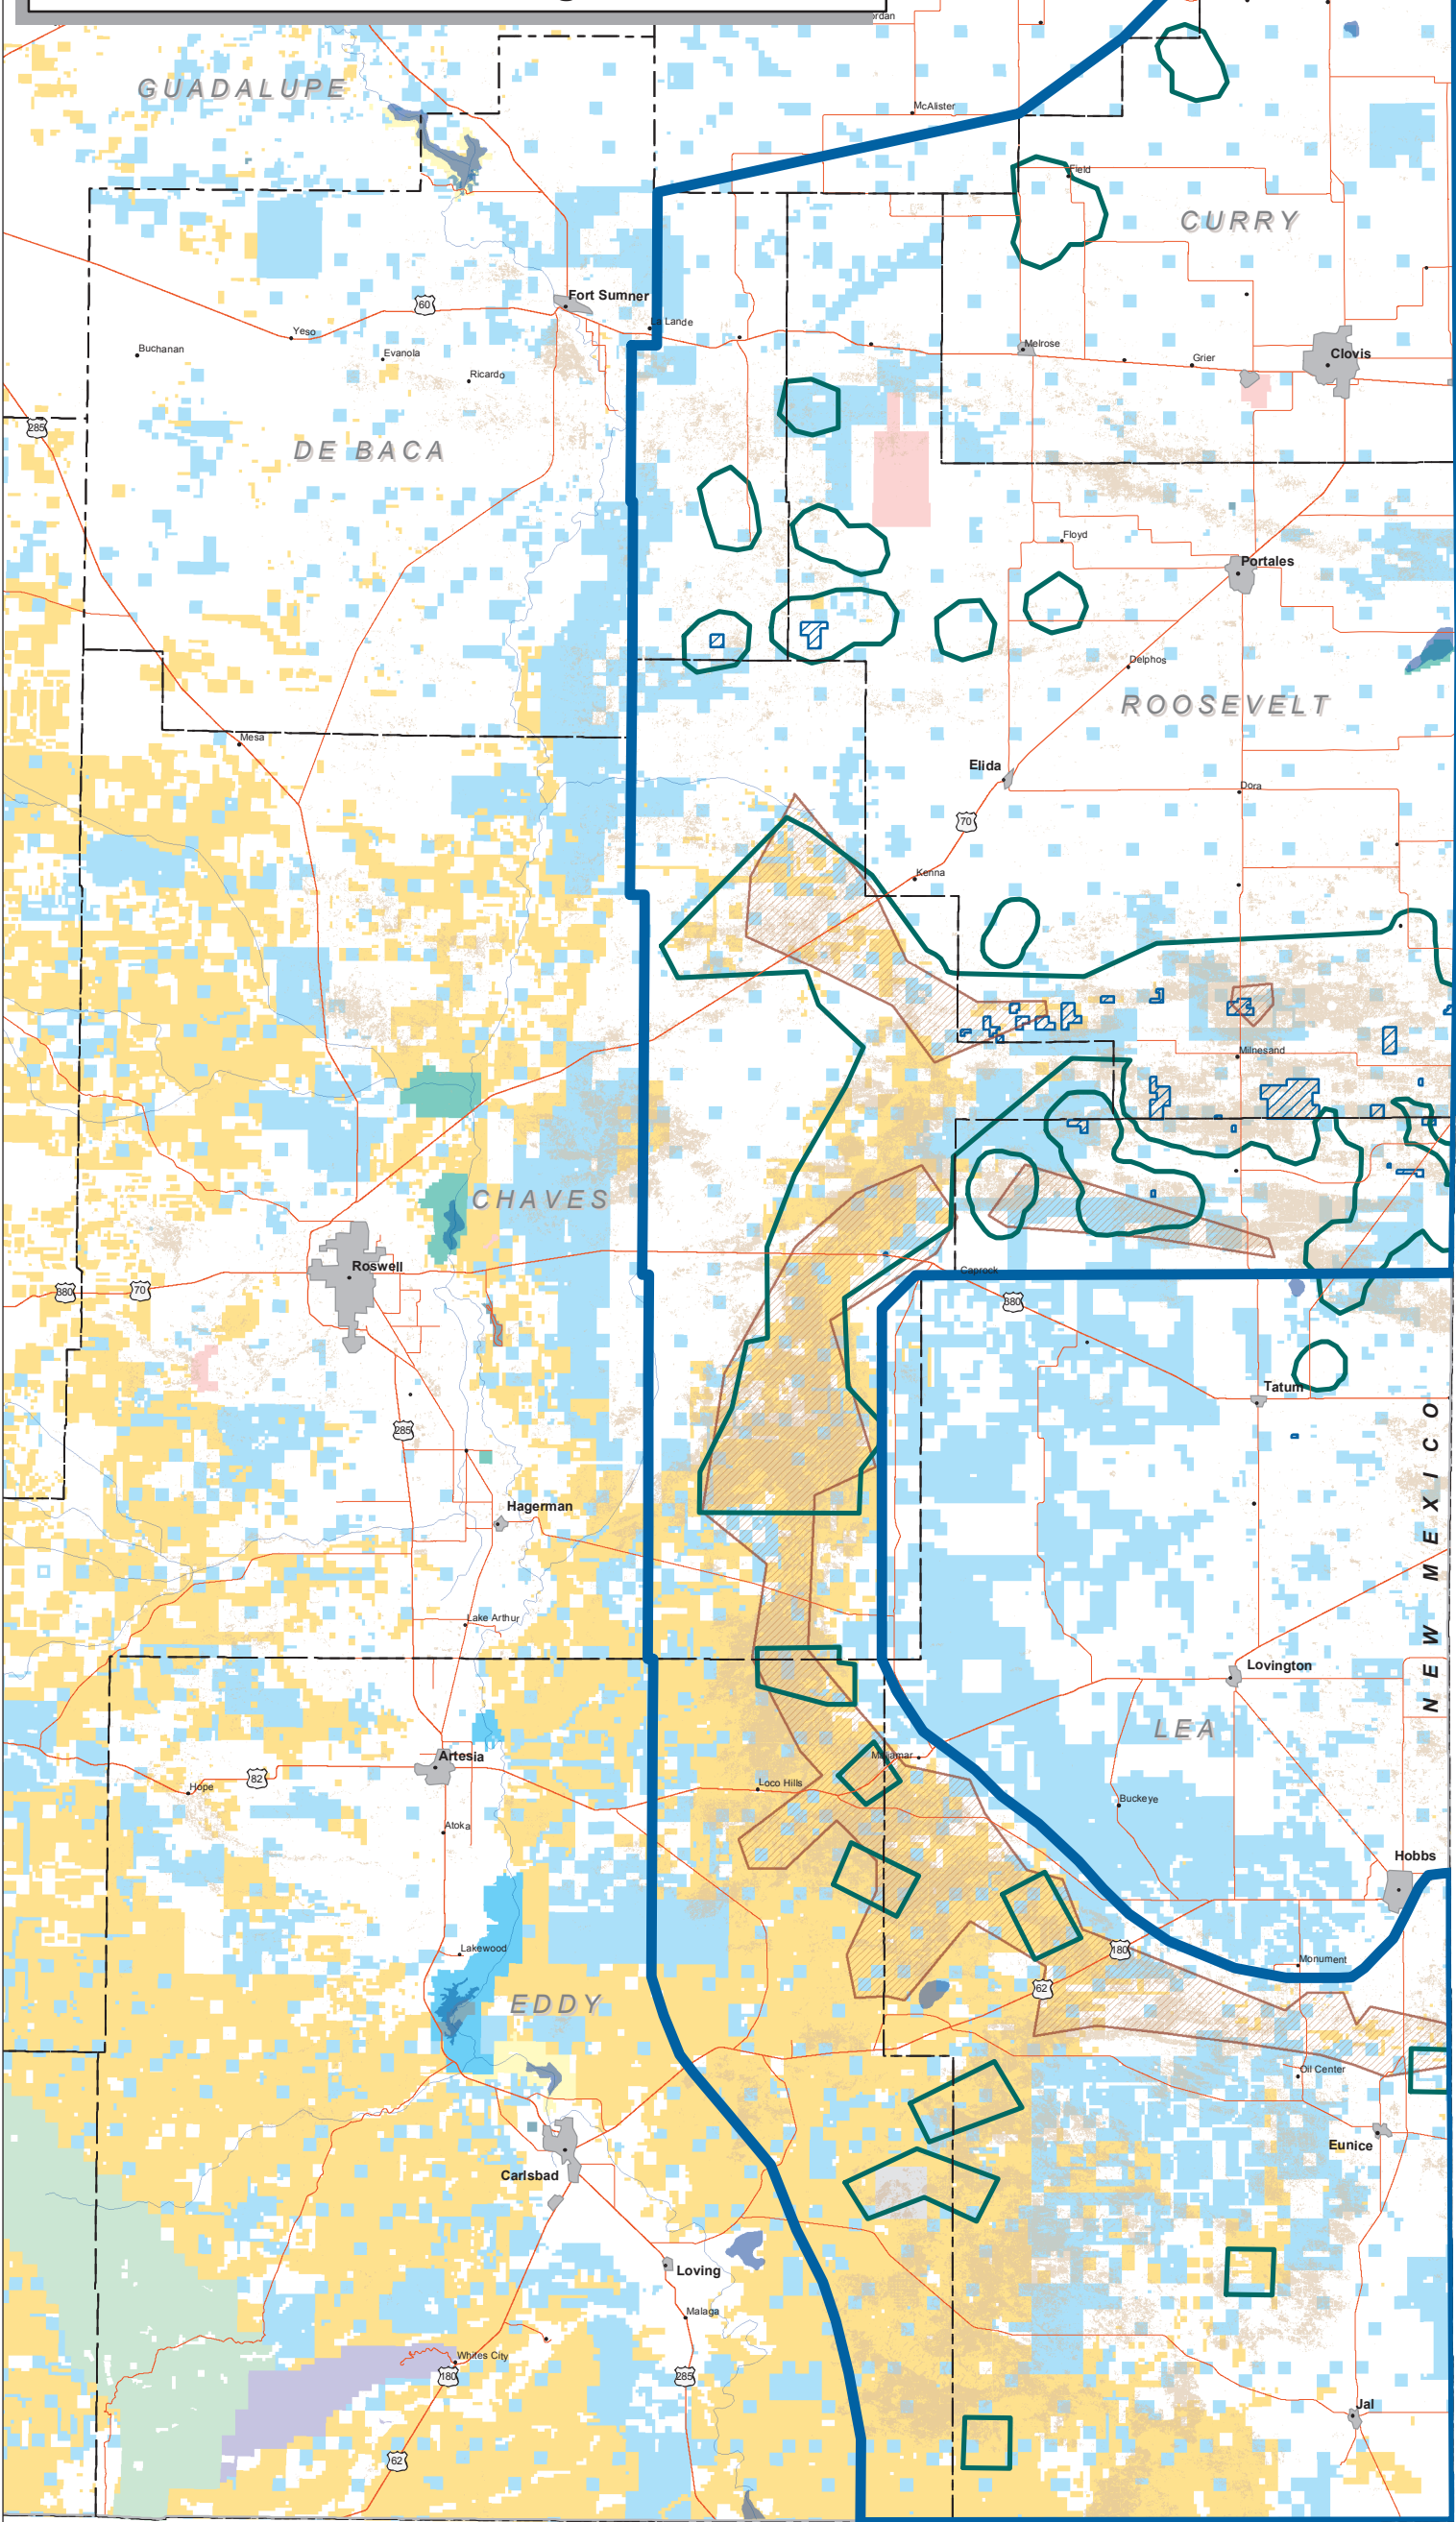 GUADALUPE
McAlister
Field
CURRY
60
Fort Sumner
La Lande
Yeso
Buchanan
Evanola
Ricardo
Melrose
Grier
Clovis
285
DE BACA
Floyd
Portales
Delphos
ROOSEVELT
Mesa
Elida
Dora
70
Kenna
Milnesand
CHAVES
Roswell
380
70
Caprock
380
Tatum
NEW MEXICO
285
Hagerman
Lake Arthur
Lovington
LEA
Artesia
Maljamar
82
Hope
Loco Hills
Buckeye
Atoka
Hobbs
Lakewood
180
Monument
62
EDDY
Oil Center
Eunice
Carlsbad
Loving
Malaga
Whites City
180
285
Jal
62